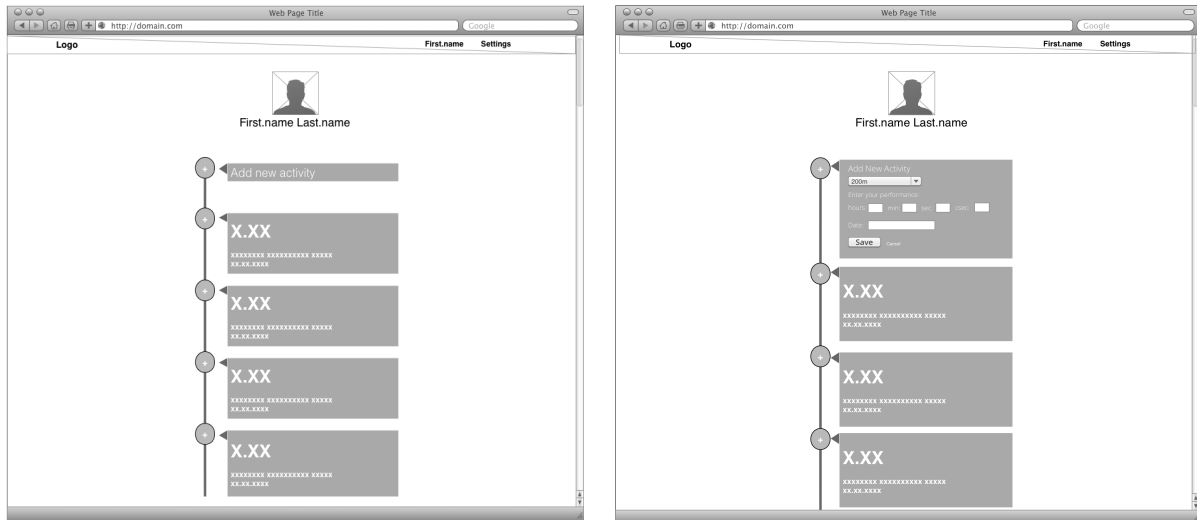 Web Page Title
http://domain.com
Google
Logo
First.name Settings
First.name Last.name
+
Add new activity
+
X.XX
xxxxxxxx xxxxxxxxxx xxxxx
xx.xx.xxxx
+
X.XX
xxxxxxxx xxxxxxxxxx xxxxx
xx.xx.xxxx
+
X.XX
xxxxxxxx xxxxxxxxxx xxxxx
xx.xx.xxxx
+
X.XX
xxxxxxxx xxxxxxxxxx xxxxx
xx.xx.xxxx
Web Page Title
http://domain.com
Google
Logo
First.name Settings
First.name Last.name
+
Add New Activity
200m
Enter your performance:
hours: min: sec: csec:
Date:
Save Cancel
+
X.XX
xxxxxxxx xxxxxxxxxx xxxxx
xx.xx.xxxx
+
X.XX
xxxxxxxx xxxxxxxxxx xxxxx
xx.xx.xxxx
+
X.XX
xxxxxxxx xxxxxxxxxx xxxxx
xx.xx.xxxx